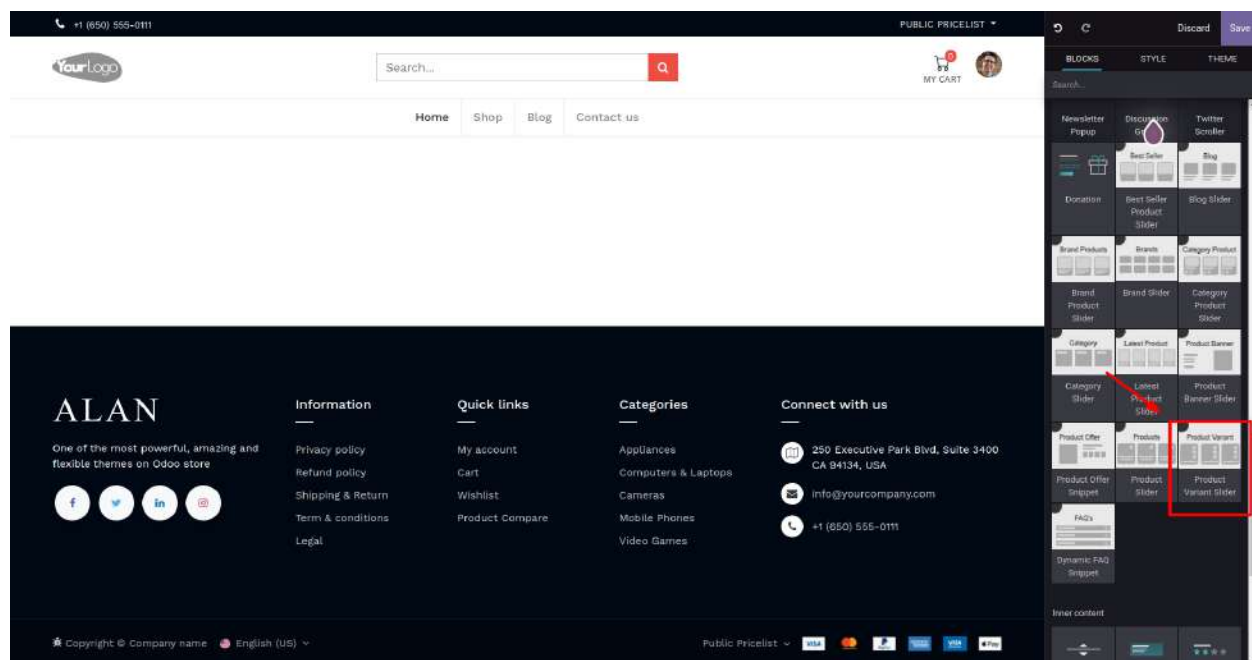 +1 (650) 555-0111
PUBLIC PRICELIST
Discard Save
YourLogo
Search...
0
MY CART
BLOCKS STYLE THEME
Search...
Home Shop Blog Contact us
Newsletter Popup
Discussion
Twitter Scroller
Donation
Best Seller
Best Seller Product Slider
Blog
Blog Slider
Brand Products
Brand Product Slider
Brands
Brand Slider
Category Product
Category Product Slider
Category
Category Slider
Latest Product
Latest Product Slider
Product Banner
Product Banner Slider
Product Offer
Product Offer Snippet
Products
Product Slider
Product Variant
Product Variant Slider
FAQ's
Dynamic FAQ Snippet
Inner content
ALAN
One of the most powerful, amazing and
flexible themes on Odoo store
Information
Privacy policy
Refund policy
Shipping & Return
Term & conditions
Legal
Quick links
My account
Cart
Wishlist
Product Compare
Categories
Appliances
Computers & Laptops
Cameras
Mobile Phones
Video Games
Connect with us
250 Executive Park Blvd, Suite 3400
CA 94134, USA
info@yourcompany.com
+1 (650) 555-0111
Copyright © Company name English (US)
Public Pricelist VISA Pay